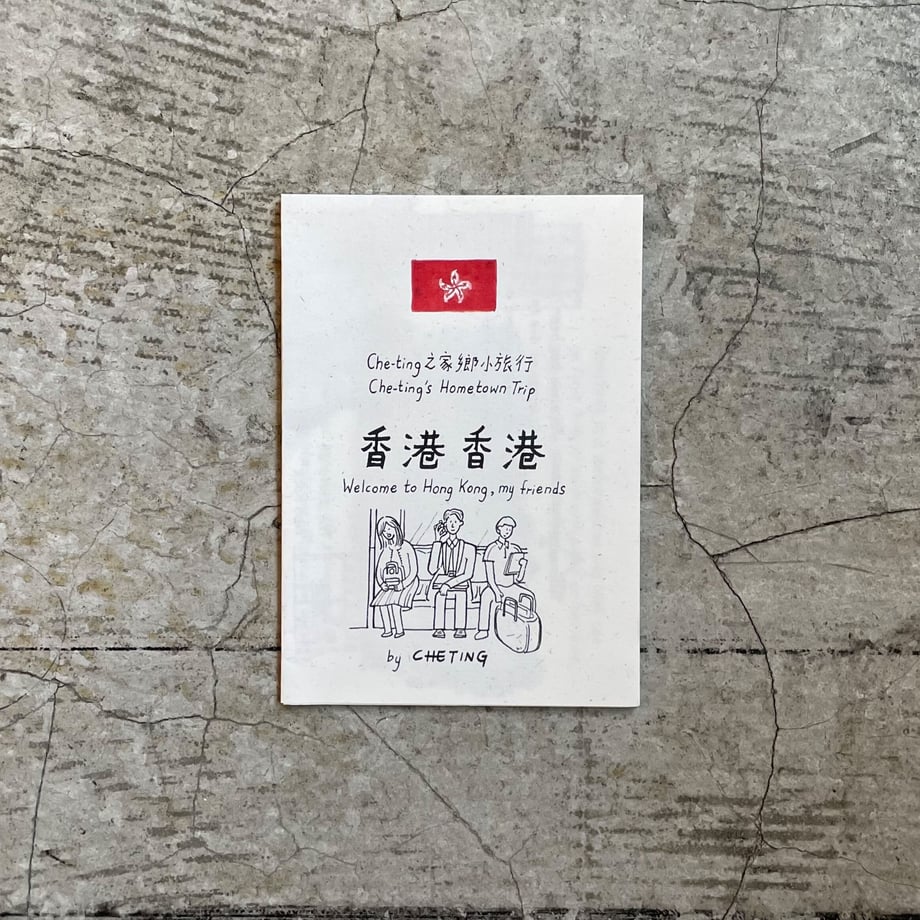 Che-ting之家鄉小旅行
Che-ting's Hometown Trip
香港香港
Welcome to Hong Kong, my friends
by CHETING